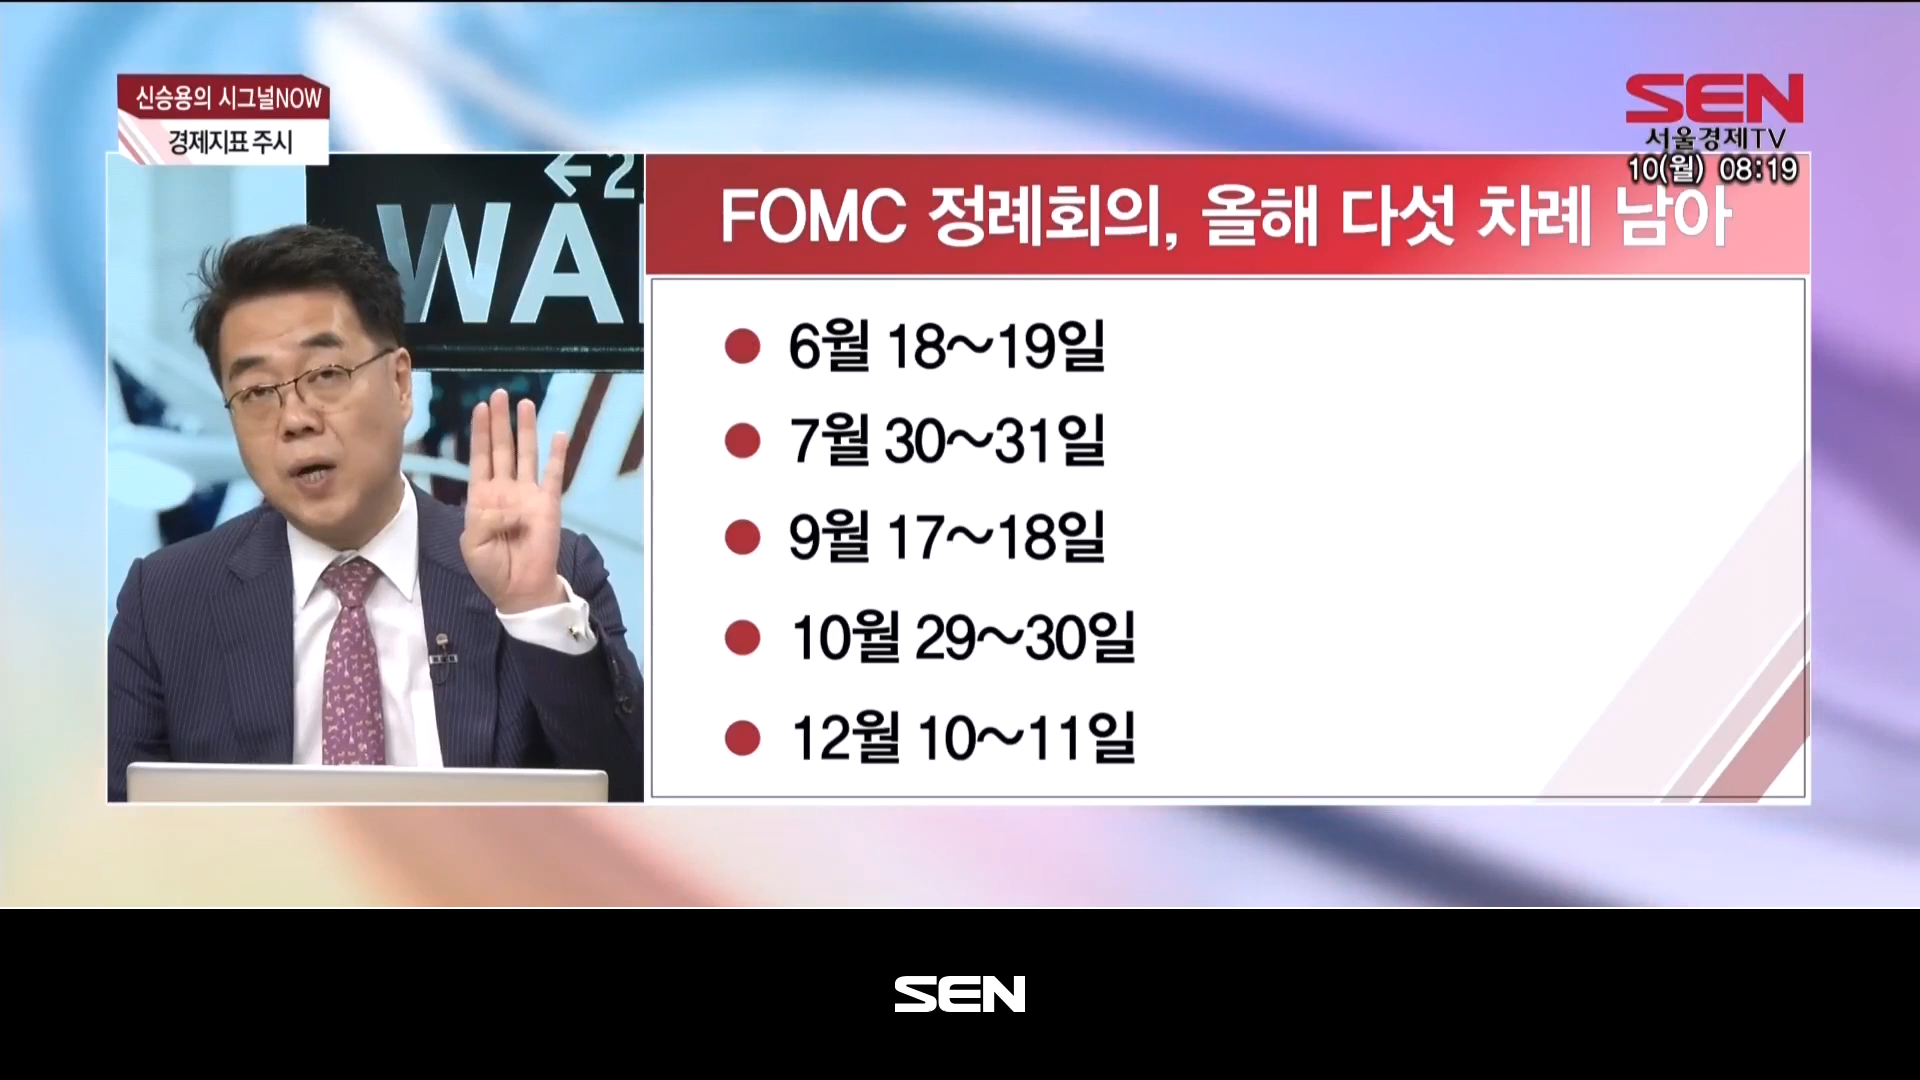 신승용의 시그널NOW
경제지표 주시
SEN
서울경제TV
10(월) 08:19
FOMC 정례회의, 올해 다섯 차례 남아
6월 18~19일
7월 30~31일
9월 17~18일
10월 29~30일
12월 10~11일
←2
WA
SEN